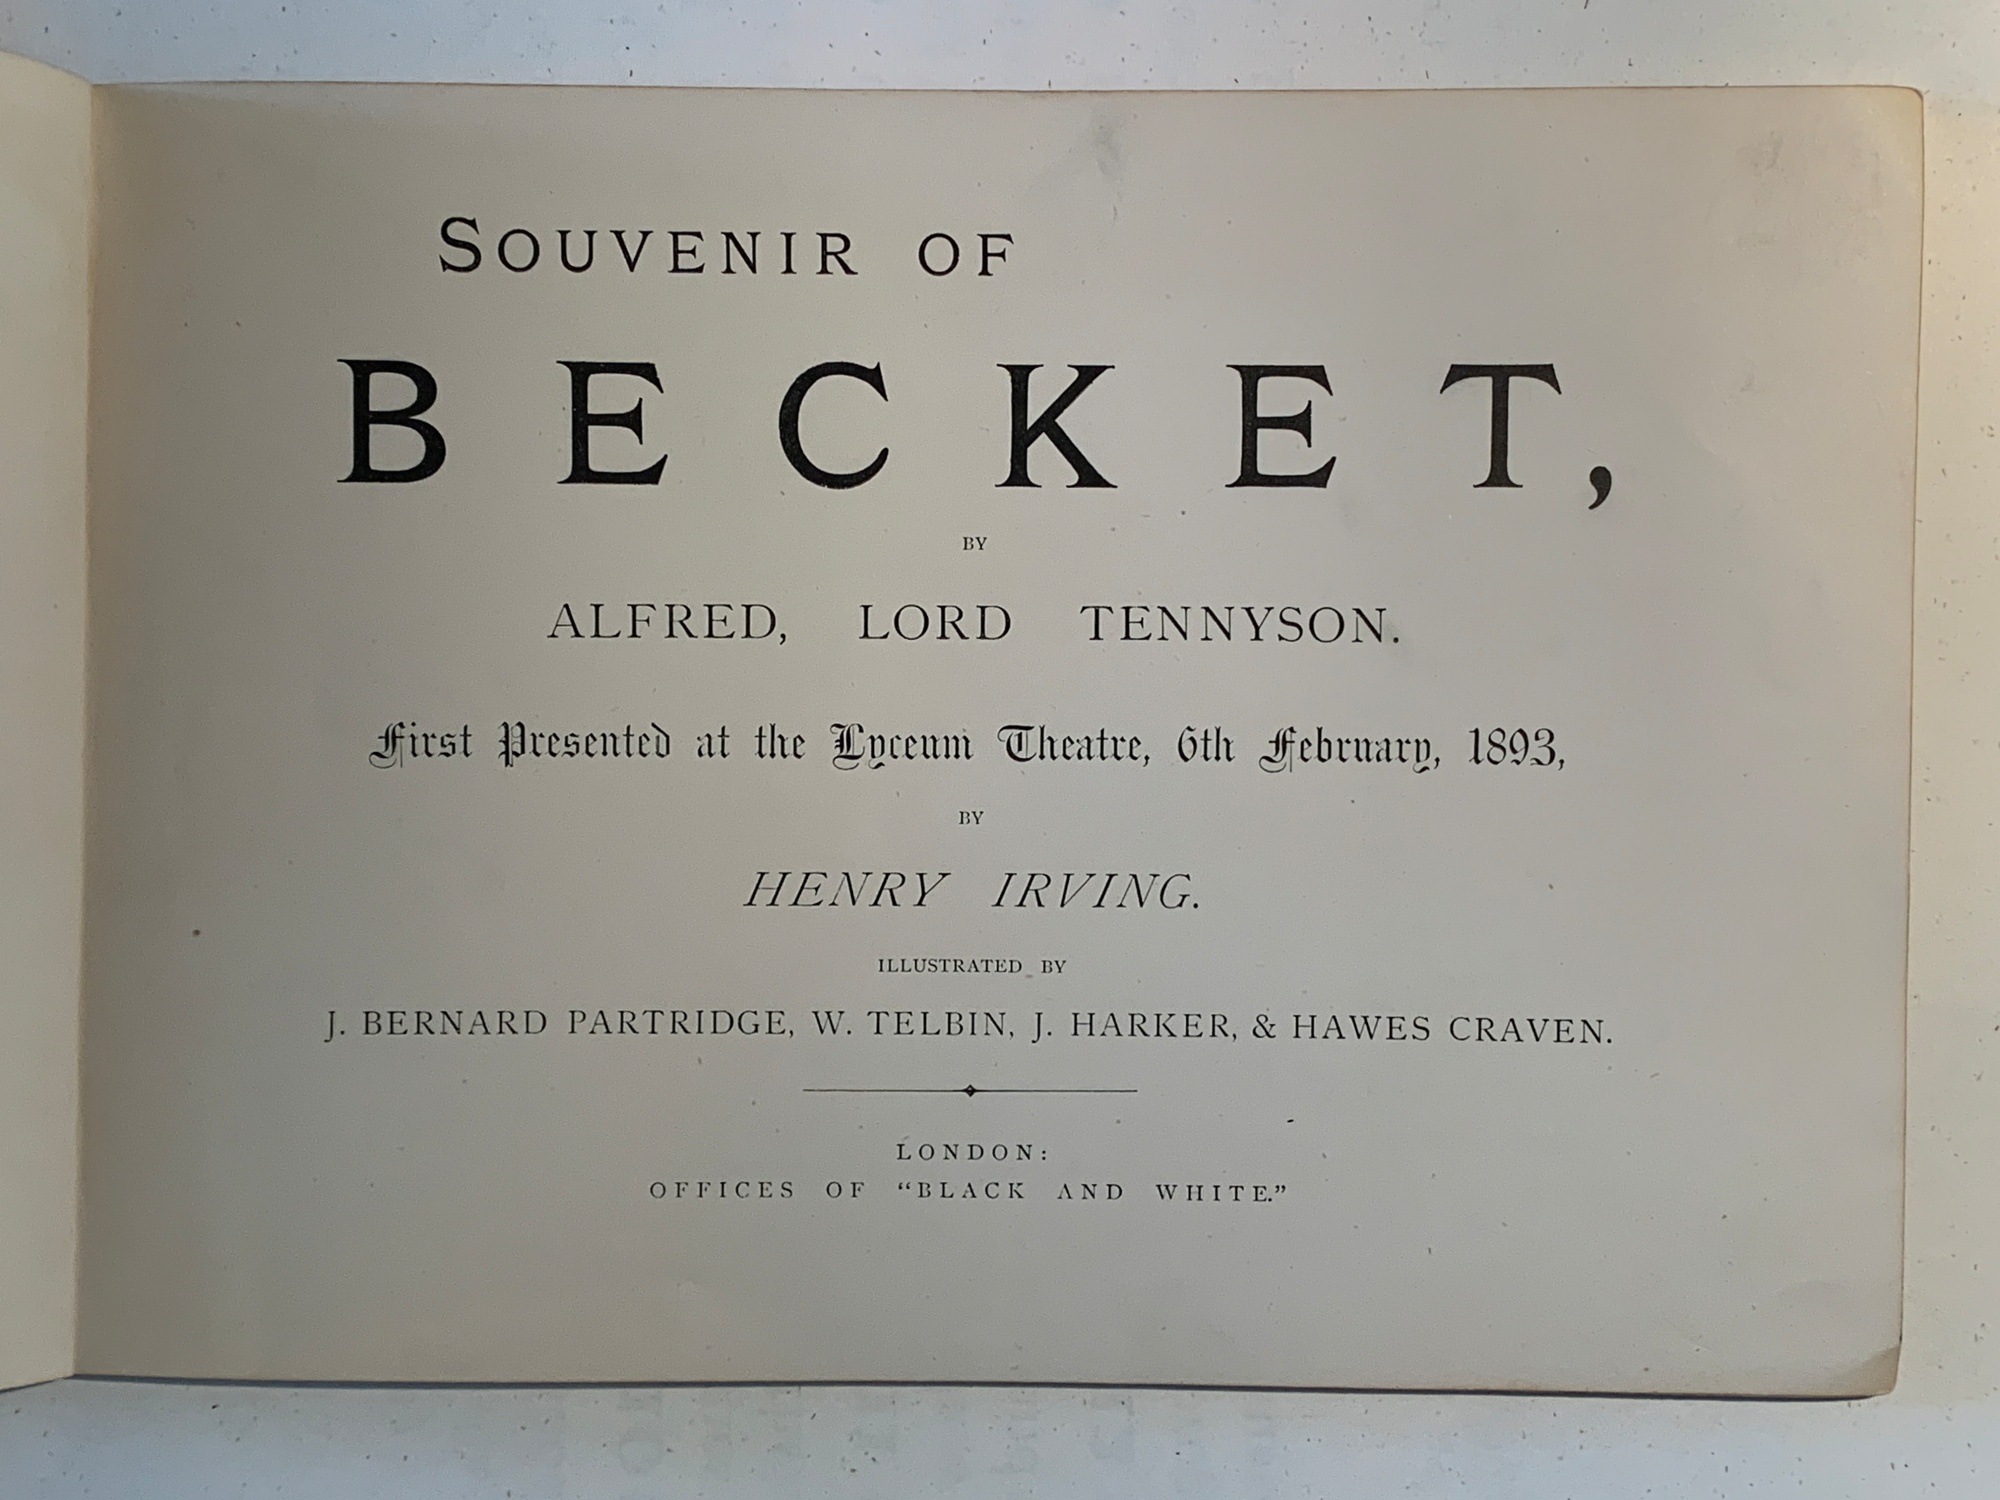 SOUVENIR OF
BECKET,
BY
ALFRED, LORD TENNYSON.
First Presented at the Lyceum Theatre, 6th February, 1893,
BY
HENRY IRVING.
ILLUSTRATED BY
J. BERNARD PARTRIDGE, W. TELBIN, J. HARKER, & HAWES CRAVEN.
LONDON:
OFFICES OF “BLACK AND WHITE.”